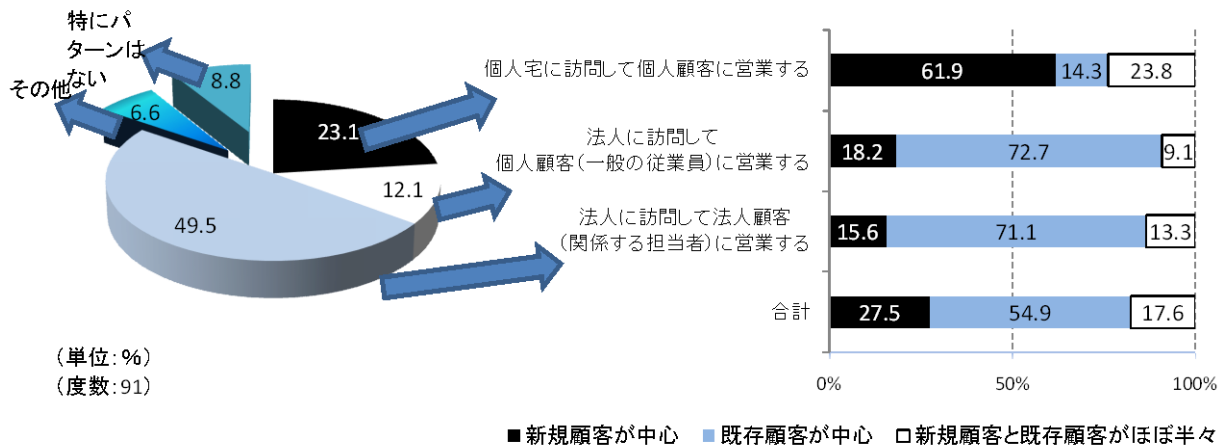 特にパ
ターンは
ない
その他
8.8
6.6
23.1
12.1
49.5
(単位:%)
(度数:91)
個人宅に訪問して個人顧客に営業する
61.9 14.3 23.8
法人に訪問して
個人顧客(一般の従業員)に営業する
18.2 72.7 9.1
法人に訪問して法人顧客
(関係する担当者)に営業する
15.6 71.1 13.3
合計
27.5 54.9 17.6
0% 50% 100%
新規顧客が中心 既存顧客が中心 新規顧客と既存顧客がほぼ半々